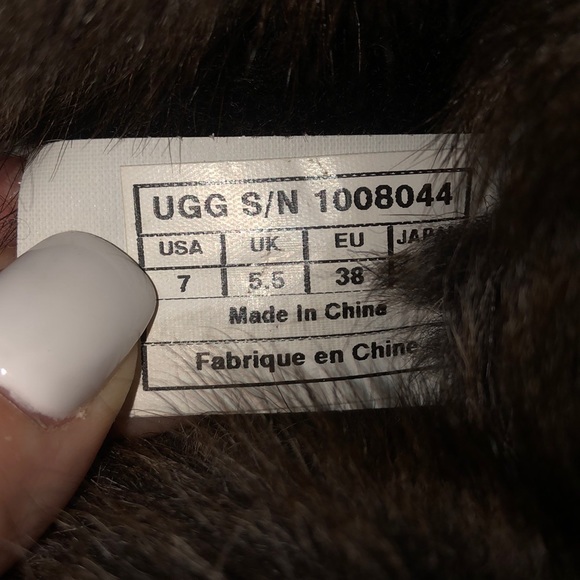 UGG S/N 1008044
USA UK EU
7 5.5 38
Made In China
Fabrique en Chine